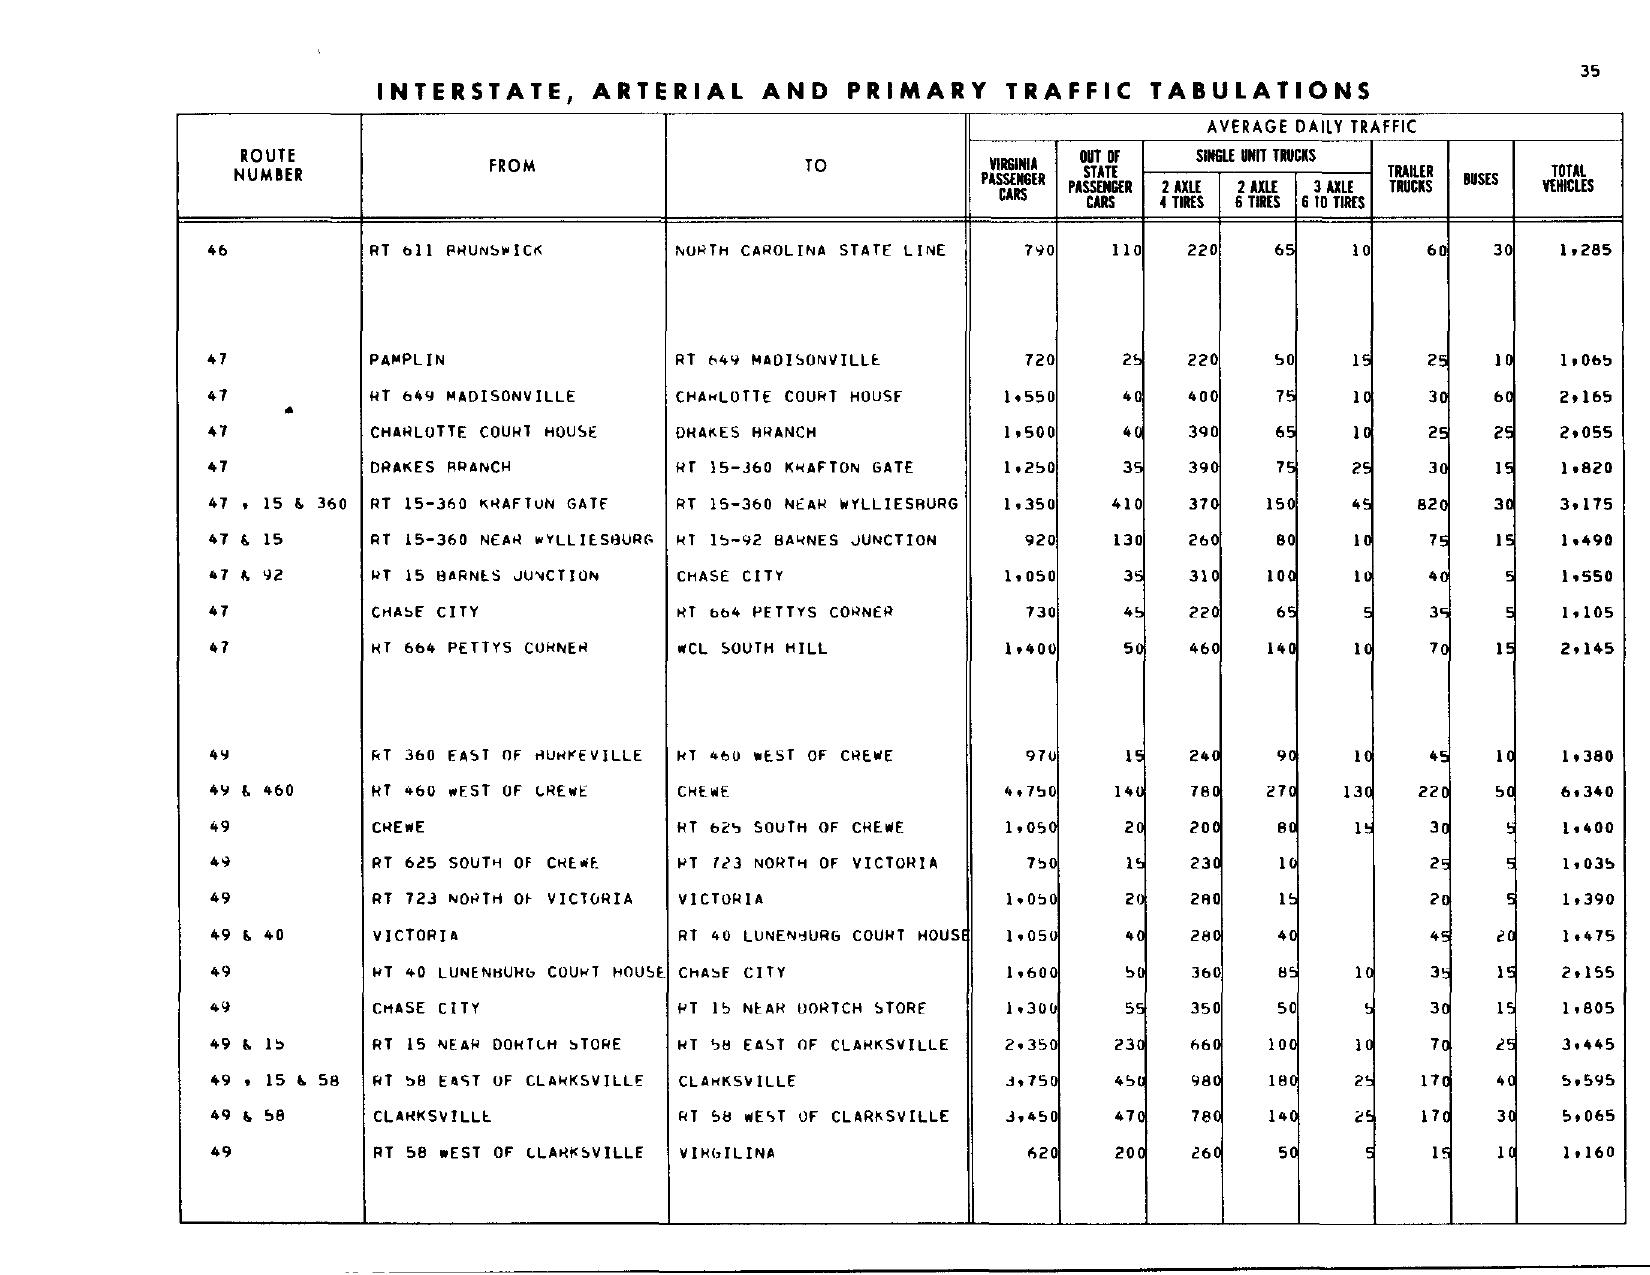 35
INTERSTATE, ARTERIAL AND PRIMARY TRAFFIC TABULATIONS
ROUTE NUMBER FROM TO AVERAGE DAILY TRAFFIC
VIRGINIA PASSENGER CARS OUT OF STATE PASSENGER CARS SINGLE UNIT TRUCKS 2 AXLE 4 TIRES 2 AXLE 6 TIRES 3 AXLE 6 TO TIRES TRAILER TRUCKS BUSES TOTAL VEHICLES
46 RT 611 BRUNSWICK NORTH CAROLINA STATE LINE 790 110 220 65 10 60 30 1,285
47 PAMPLIN RT 649 MADISONVILLE 720 25 220 50 15 25 10 1,065
47 RT 649 MADISONVILLE CHARLOTTE COURT HOUSE 1,550 40 400 75 10 30 60 2,165
47 CHARLOTTE COURT HOUSE DRAKES BRANCH 1,500 40 390 65 10 25 25 2,055
47 DRAKES BRANCH RT 15-360 KRAFTON GATE 1,250 35 390 75 25 30 15 1,820
47 , 15 & 360 RT 15-360 KRAFTON GATE RT 15-360 NEAR WYLLIESBURG 1,350 410 370 150 45 820 30 3,175
47 & 15 RT 15-360 NEAR WYLLIESBURG RT 15-92 BARNES JUNCTION 920 130 260 80 10 75 15 1,490
47 & 92 RT 15 BARNES JUNCTION CHASE CITY 1,050 35 310 100 10 40 5 1,550
47 CHASE CITY RT 664 PETTYS CORNER 730 45 220 65 5 35 5 1,105
47 RT 664 PETTYS CORNER WCL SOUTH HILL 1,400 50 460 140 10 70 15 2,145
49 RT 360 EAST OF BURKEVILLE RT 460 WEST OF CREWE 970 15 240 90 10 45 10 1,380
49 & 460 RT 460 WEST OF CREWE CREWE 4,750 140 780 270 130 220 50 6,340
49 CREWE RT 625 SOUTH OF CREWE 1,050 20 200 80 15 30 5 1,400
49 RT 625 SOUTH OF CREWE RT 723 NORTH OF VICTORIA 750 15 230 10 25 5 1,035
49 RT 723 NORTH OF VICTORIA VICTORIA 1,050 20 280 15 20 5 1,390
49 & 40 VICTORIA RT 40 LUNENBURG COURT HOUSE 1,050 40 280 40 45 20 1,475
49 RT 40 LUNENBURG COURT HOUSE CHASE CITY 1,600 50 360 85 10 35 15 2,155
49 CHASE CITY RT 15 NEAR DORTCH STORE 1,300 55 350 50 5 30 15 1,805
49 & 15 RT 15 NEAR DORTCH STORE RT 58 EAST OF CLARKSVILLE 2,350 230 660 100 10 70 25 3,445
49 , 15 & 58 RT 58 EAST OF CLARKSVILLE CLARKSVILLE 3,750 450 980 180 25 170 40 5,595
49 & 58 CLARKSVILLE RT 58 WEST OF CLARKSVILLE 3,450 470 780 140 25 170 30 5,065
49 RT 58 WEST OF CLARKSVILLE VIRGILINA 620 200 260 50 5 15 10 1,160